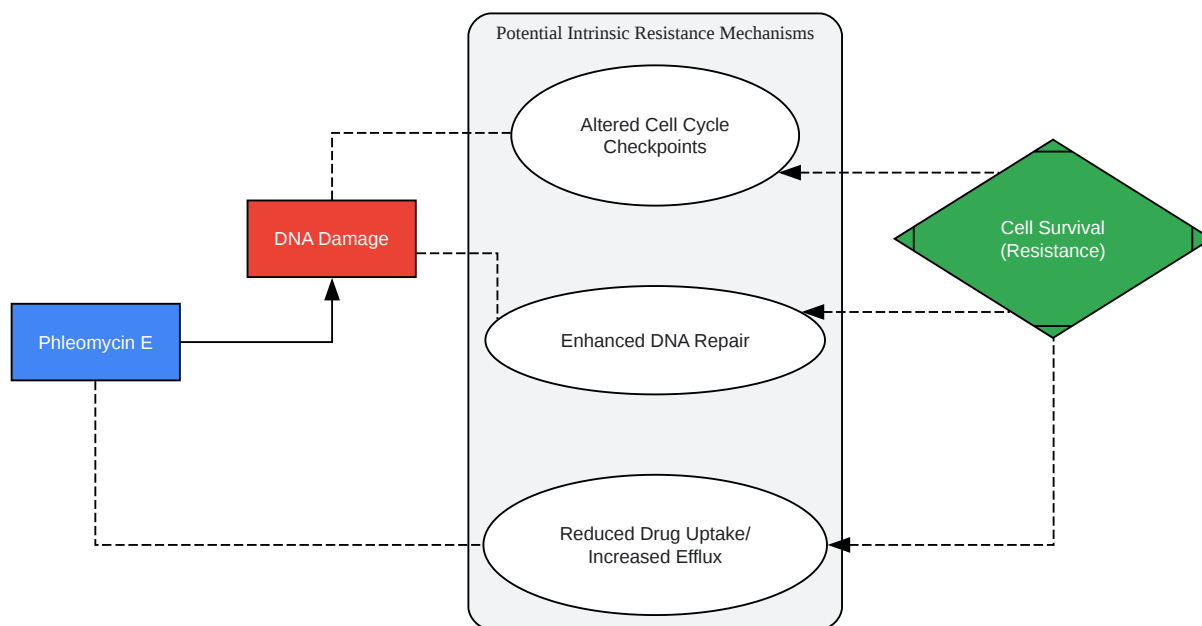 Potential Intrinsic Resistance Mechanisms
Altered Cell Cycle
Checkpoints
DNA Damage
Cell Survival
(Resistance)
Phleomycin E
Enhanced DNA Repair
Reduced Drug Uptake/
Increased Efflux